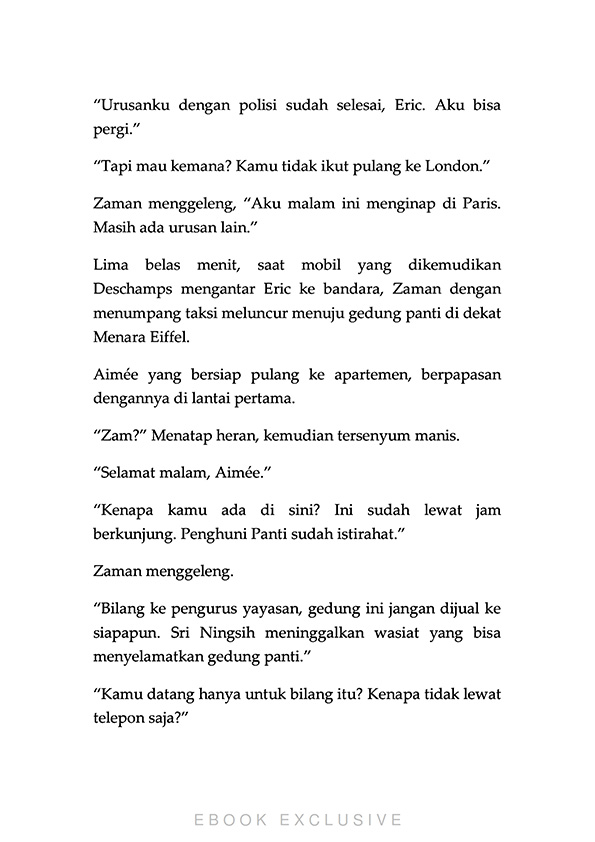 “Urusanku dengan polisi sudah selesai, Eric. Aku bisa
pergi.”
“Tapi mau kemana? Kamu tidak ikut pulang ke London.”
Zaman menggeleng, “Aku malam ini menginap di Paris.
Masih ada urusan lain.”
Lima belas menit, saat mobil yang dikemudikan
Deschamps mengantar Eric ke bandara, Zaman dengan
menumpang taksi meluncur menuju gedung panti di dekat
Menara Eiffel.
Aimée yang bersiap pulang ke apartemen, berpapasan
dengannya di lantai pertama.
“Zam?” Menatap heran, kemudian tersenyum manis.
“Selamat malam, Aimée.”
“Kenapa kamu ada di sini? Ini sudah lewat jam
berkunjung. Penghuni Panti sudah istirahat.”
Zaman menggeleng.
“Bilang ke pengurus yayasan, gedung ini jangan dijual ke
siapapun. Sri Ningsih meninggalkan wasiat yang bisa
menyelamatkan gedung panti.”
“Kamu datang hanya untuk bilang itu? Kenapa tidak lewat
telepon saja?”
EBOOK EXCLUSIVE